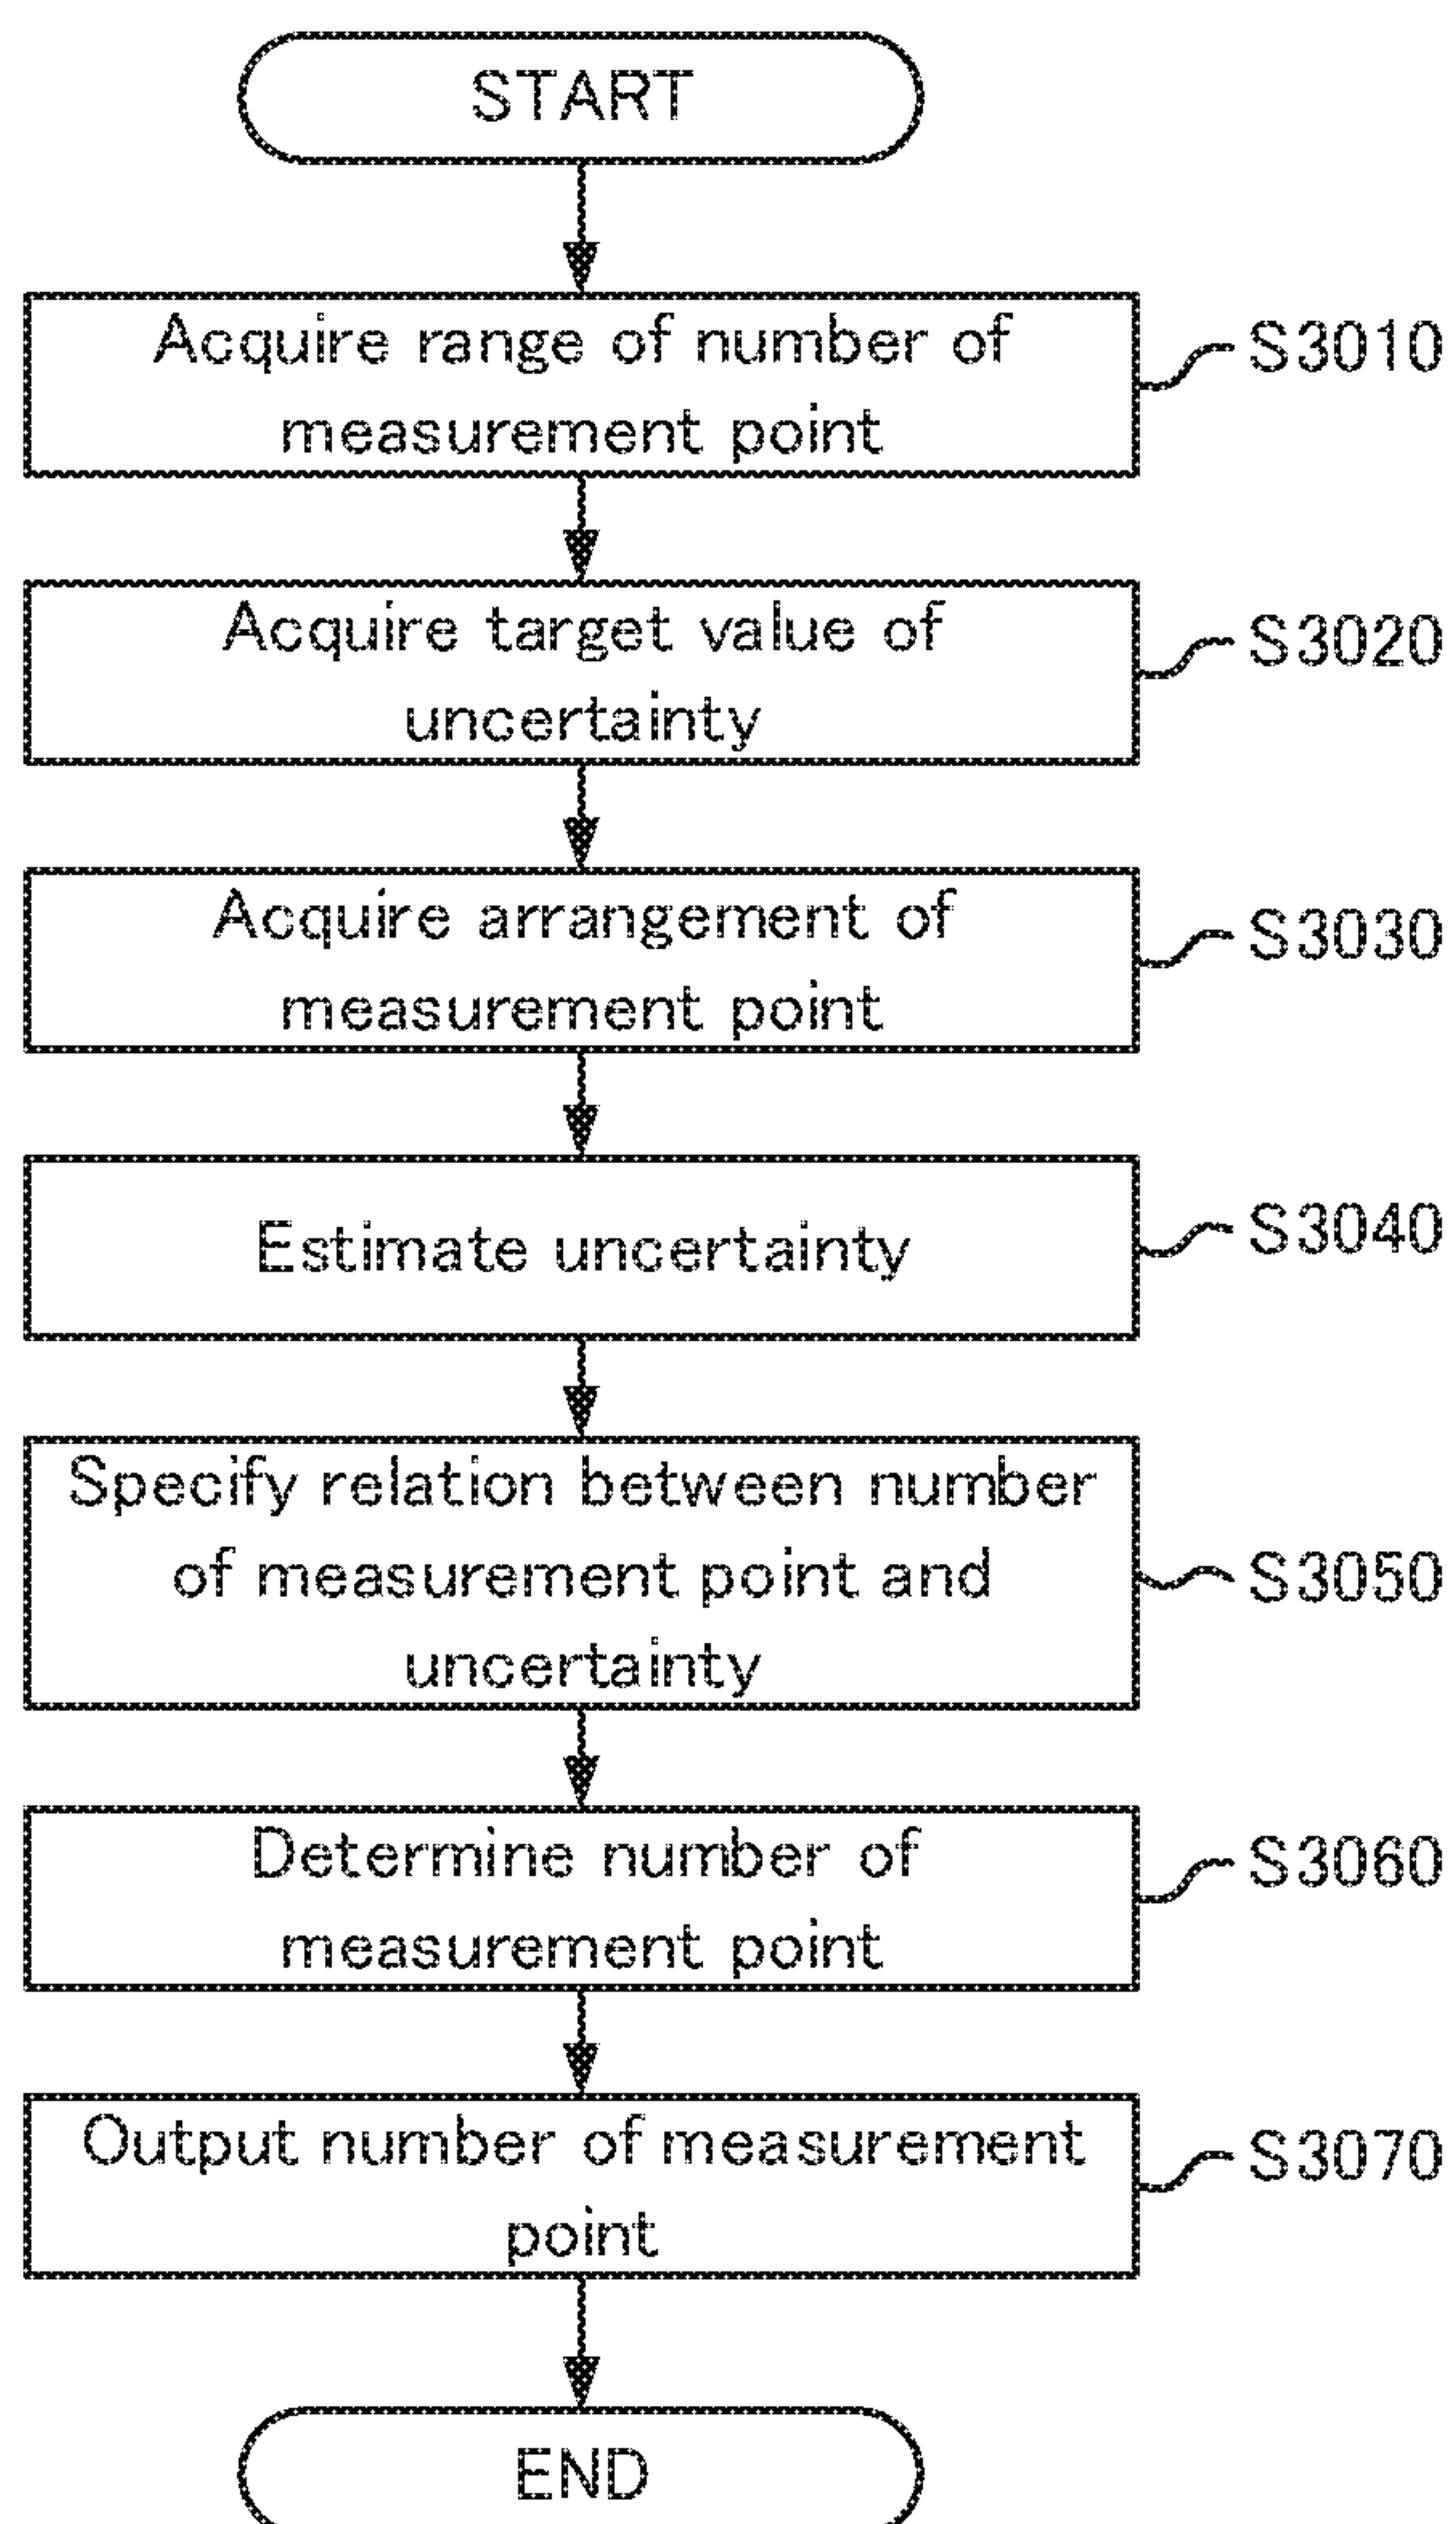 START
Acquire range of number of
measurement point
S3010
Acquire target value of
uncertainty
S3020
Acquire arrangement of
measurement point
S3030
Estimate uncertainty
S3040
Specify relation between number
of measurement point and
uncertainty
S3050
Determine number of
measurement point
S3060
Output number of measurement
point
S3070
END